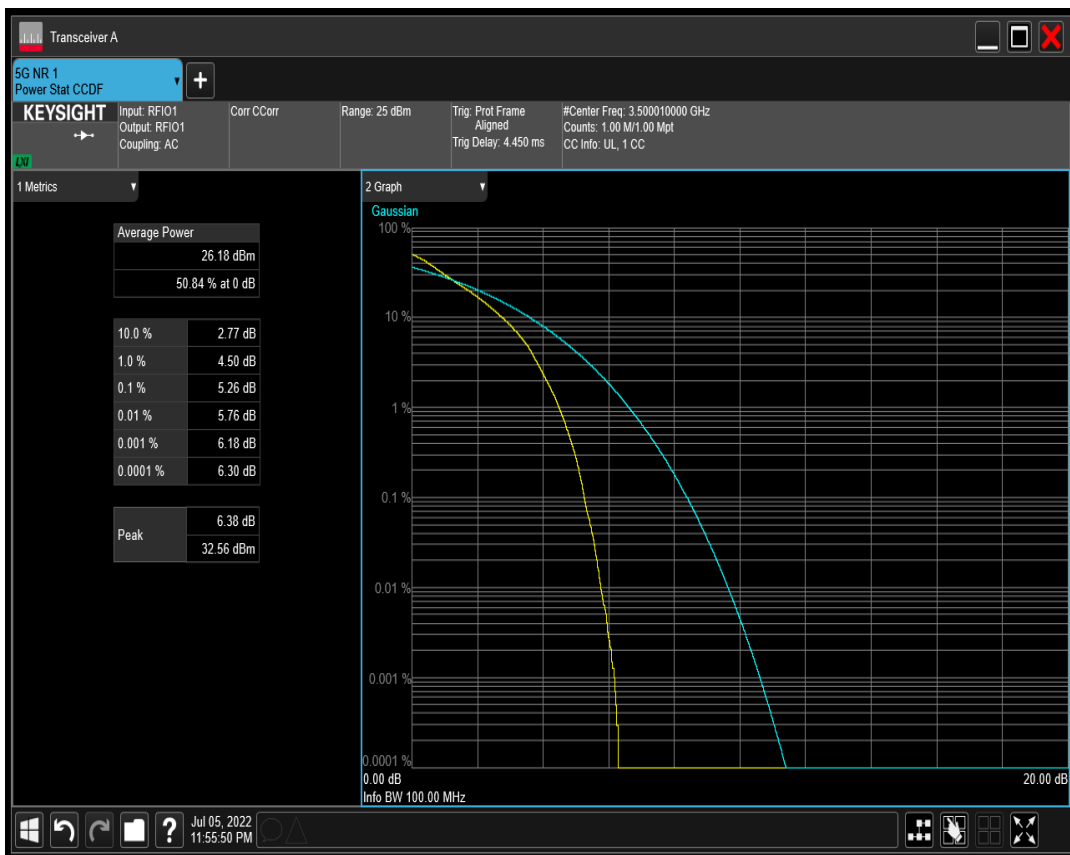 Transceiver A
5G NR 1
Power Stat CCDF
+
KEYSIGHT
LXI
Input: RFIO1
Output: RFIO1
Coupling: AC
Corr CCorr
Range: 25 dBm
Trig: Prot Frame
Aligned
Trig Delay: 4.450 ms
#Center Freq: 3.500010000 GHz
Counts: 1.00 M/1.00 Mpt
CC Info: UL, 1 CC
1 Metrics
Average Power
26.18 dBm
50.84 % at 0 dB
10.0 % 2.77 dB
1.0 % 4.50 dB
0.1 % 5.26 dB
0.01 % 5.76 dB
0.001 % 6.18 dB
0.0001 % 6.30 dB
Peak
6.38 dB
32.56 dBm
2 Graph
Gaussian
100 %
10 %
1 %
0.1 %
0.01 %
0.001 %
0.0001 %
0.00 dB 20.00 dB
Info BW 100.00 MHz
?
Jul 05, 2022
11:55:50 PM